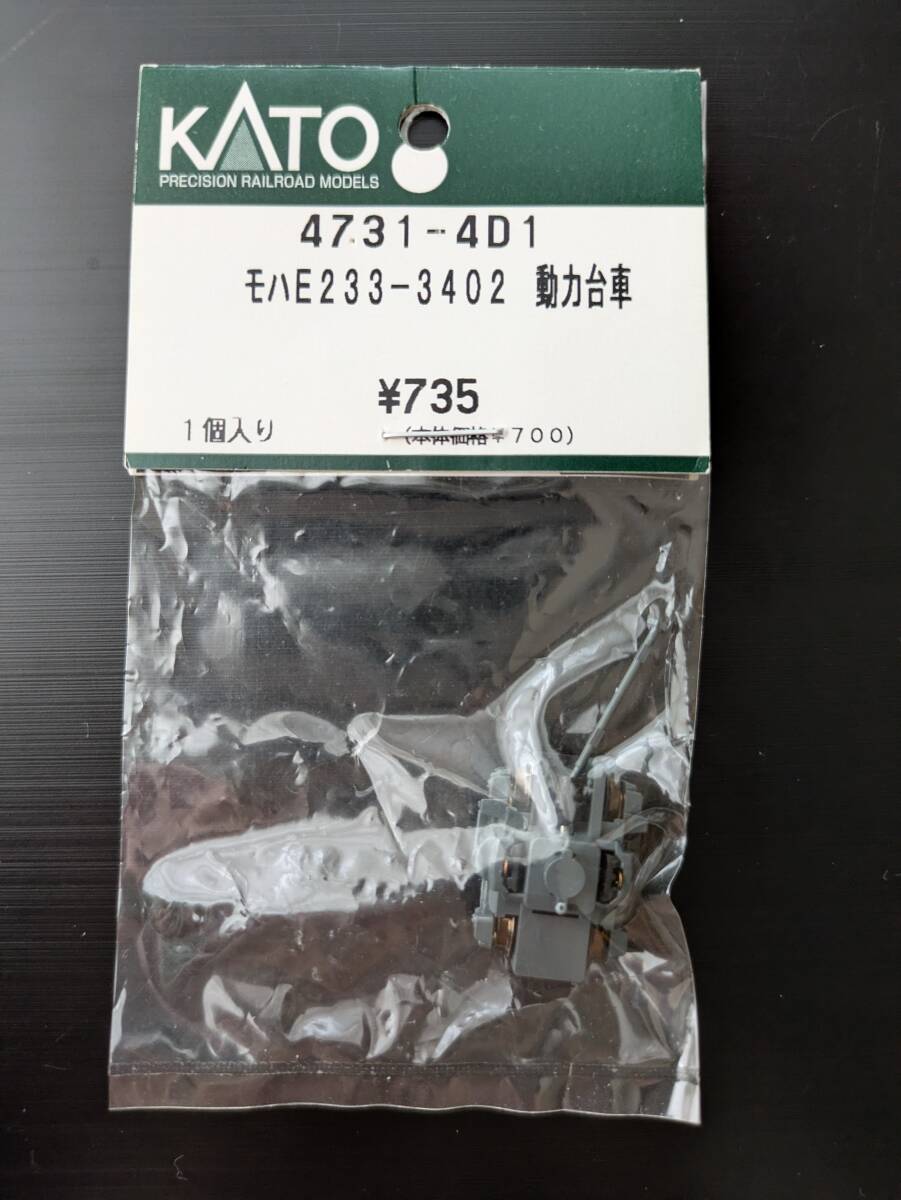 KATO
PRECISION RAILROAD MODELS
4731-4D1
モハE233-3402 動力台車
¥735
1個入り
(本体価格¥700)